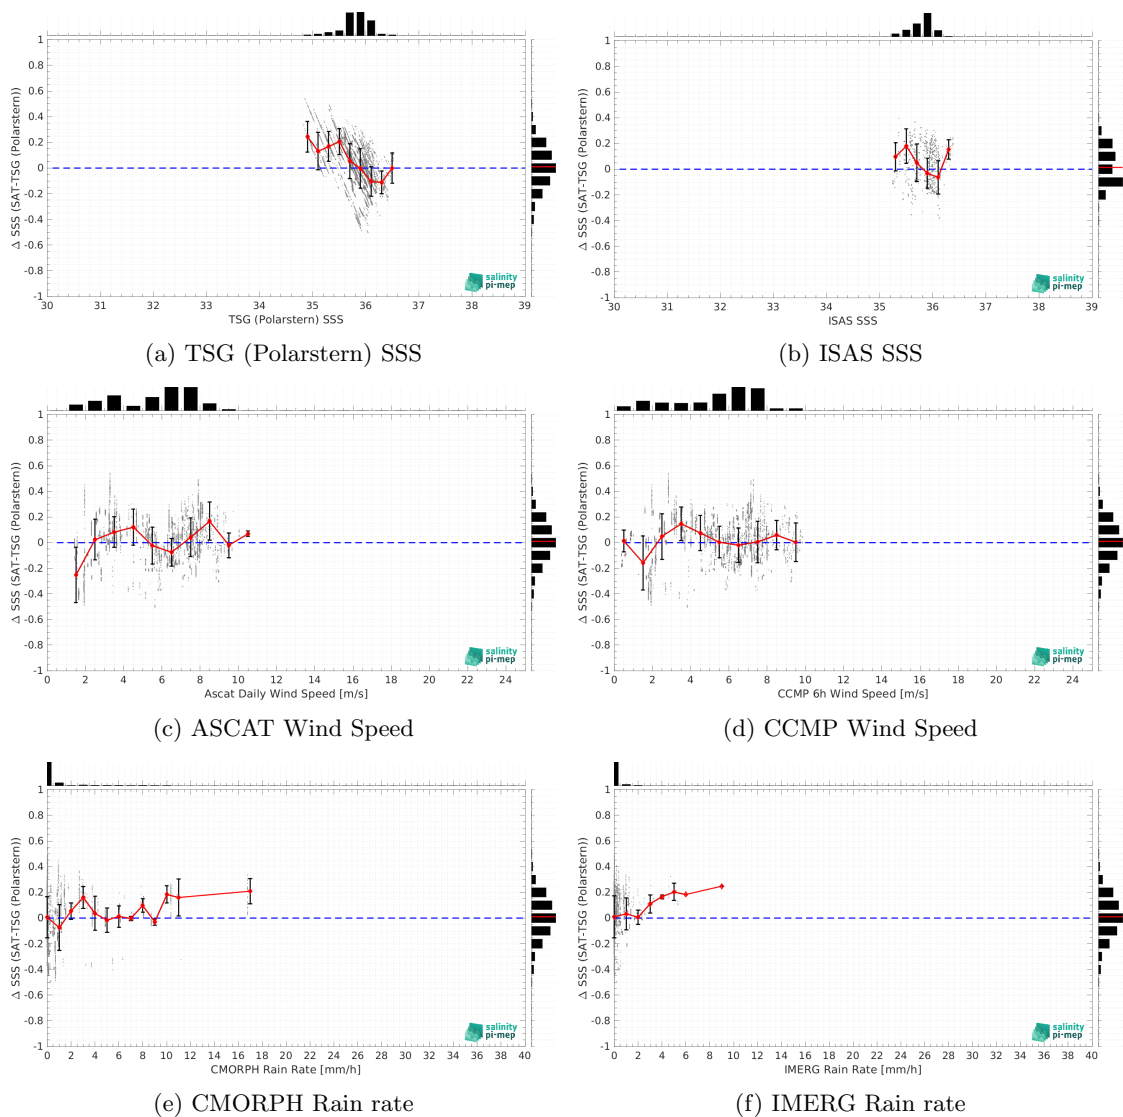 1
0.8
0.6
0.4
0.2
0
-0.2
-0.4
-0.6
-0.8
-1
Δ SSS (SAT-TSG (Polarstern))
salinity
pi-mep
30 31 32 33 34 35 36 37 38 39
TSG (Polarstern) SSS
(a) TSG (Polarstern) SSS
1
0.8
0.6
0.4
0.2
0
-0.2
-0.4
-0.6
-0.8
-1
Δ SSS (SAT-TSG (Polarstern))
salinity
pi-mep
30 31 32 33 34 35 36 37 38 39
ISAS SSS
(b) ISAS SSS
1
0.8
0.6
0.4
0.2
0
-0.2
-0.4
-0.6
-0.8
-1
Δ SSS (SAT-TSG (Polarstern))
salinity
pi-mep
0 2 4 6 8 10 12 14 16 18 20 22 24
Ascat Daily Wind Speed [m/s]
(c) ASCAT Wind Speed
1
0.8
0.6
0.4
0.2
0
-0.2
-0.4
-0.6
-0.8
-1
Δ SSS (SAT-TSG (Polarstern))
salinity
pi-mep
0 2 4 6 8 10 12 14 16 18 20 22 24
CCMP 6h Wind Speed [m/s]
(d) CCMP Wind Speed
1
0.8
0.6
0.4
0.2
0
-0.2
-0.4
-0.6
-0.8
-1
Δ SSS (SAT-TSG (Polarstern))
salinity
pi-mep
0 2 4 6 8 10 12 14 16 18 20 22 24 26 28 30 32 34 36 38 40
CMORPH Rain Rate [mm/h]
(e) CMORPH Rain rate
1
0.8
0.6
0.4
0.2
0
-0.2
-0.4
-0.6
-0.8
-1
Δ SSS (SAT-TSG (Polarstern))
salinity
pi-mep
0 2 4 6 8 10 12 14 16 18 20 22 24 26 28 30 32 34 36 38 40
IMERG Rain Rate [mm/h]
(f) IMERG Rain rate